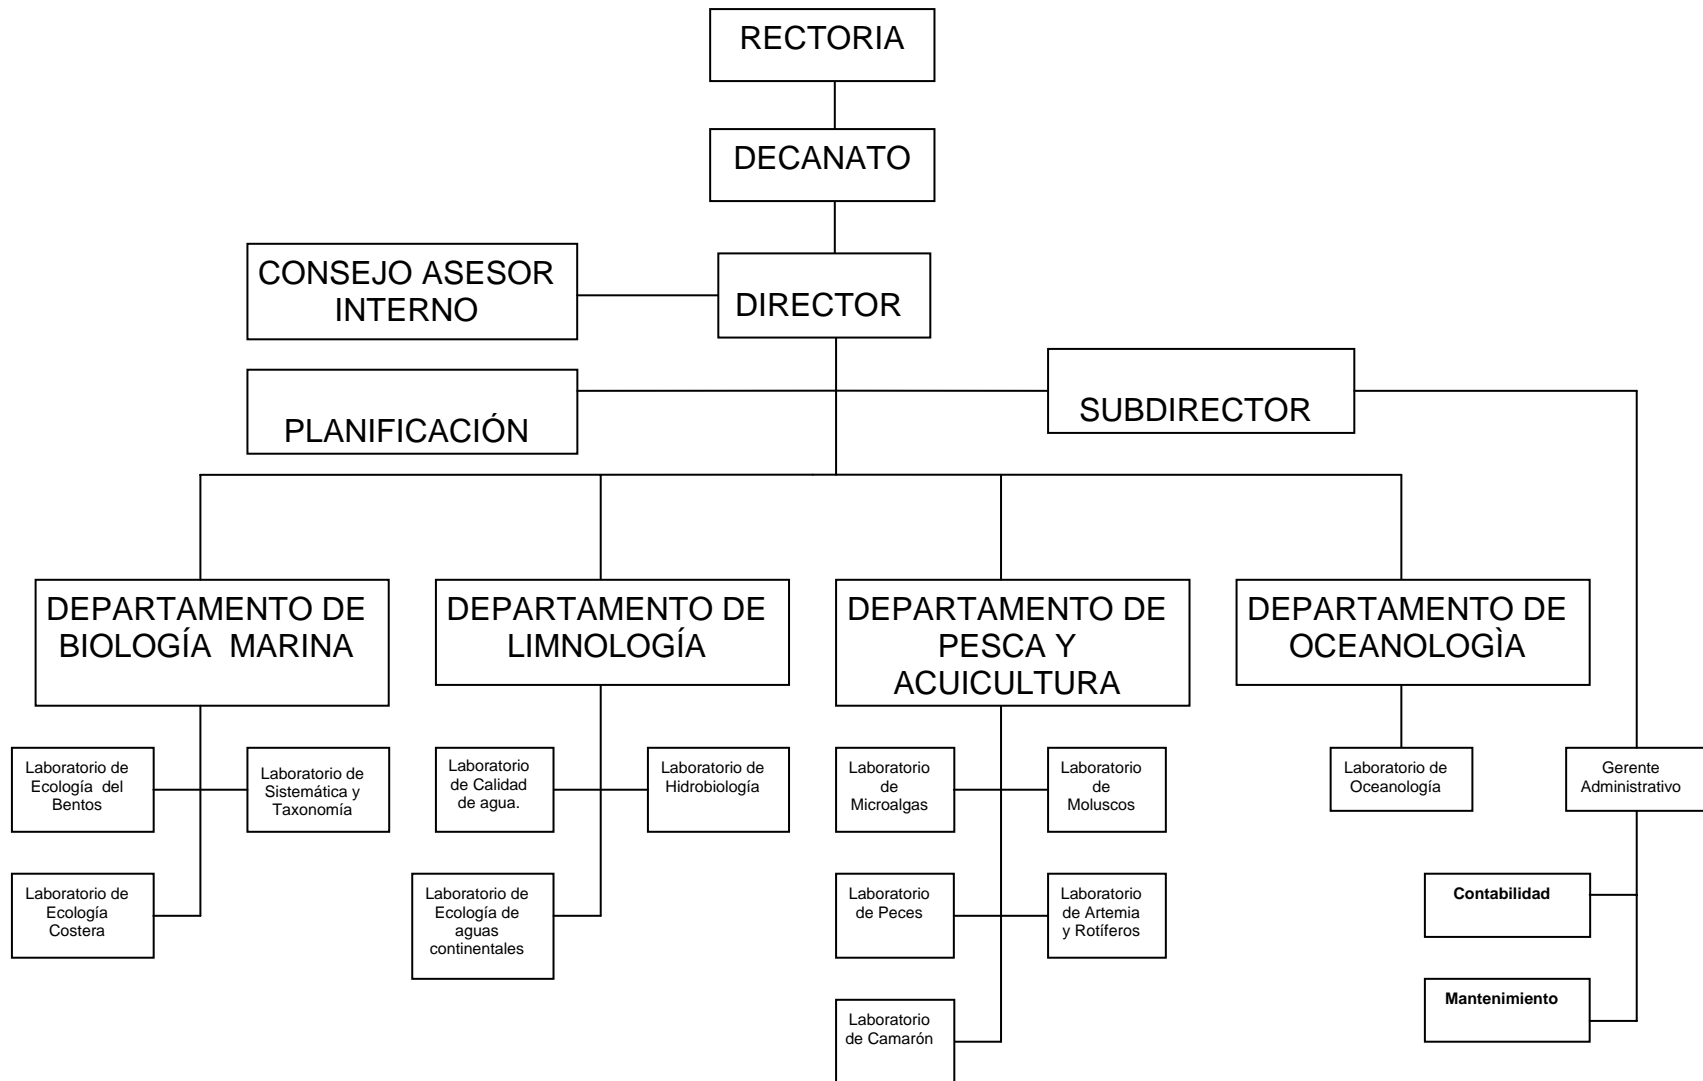 RECTORIA
DECANATO
CONSEJO ASESOR
INTERNO
DIRECTOR
PLANIFICACIÓN
SUBDIRECTOR
DEPARTAMENTO DE
BIOLOGÍA MARINA
DEPARTAMENTO DE
LIMNOLOGÍA
DEPARTAMENTO DE
PESCA Y
ACUICULTURA
DEPARTAMENTO DE
OCEANOLOGÌA
Laboratorio de
Ecología del
Bentos
Laboratorio de
Sistemática y
Taxonomía
Laboratorio
de Calidad
de agua.
Laboratorio de
Hidrobiología
Laboratorio
de
Microalgas
Laboratorio
de
Moluscos
Laboratorio de
Oceanología
Gerente
Administrativo
Laboratorio de
Ecología
Costera
Laboratorio de
Ecología de
aguas
continentales
Laboratorio
de Peces
Laboratorio
de Artemia
y Rotíferos
Contabilidad
Mantenimiento
Laboratorio
de Camarón